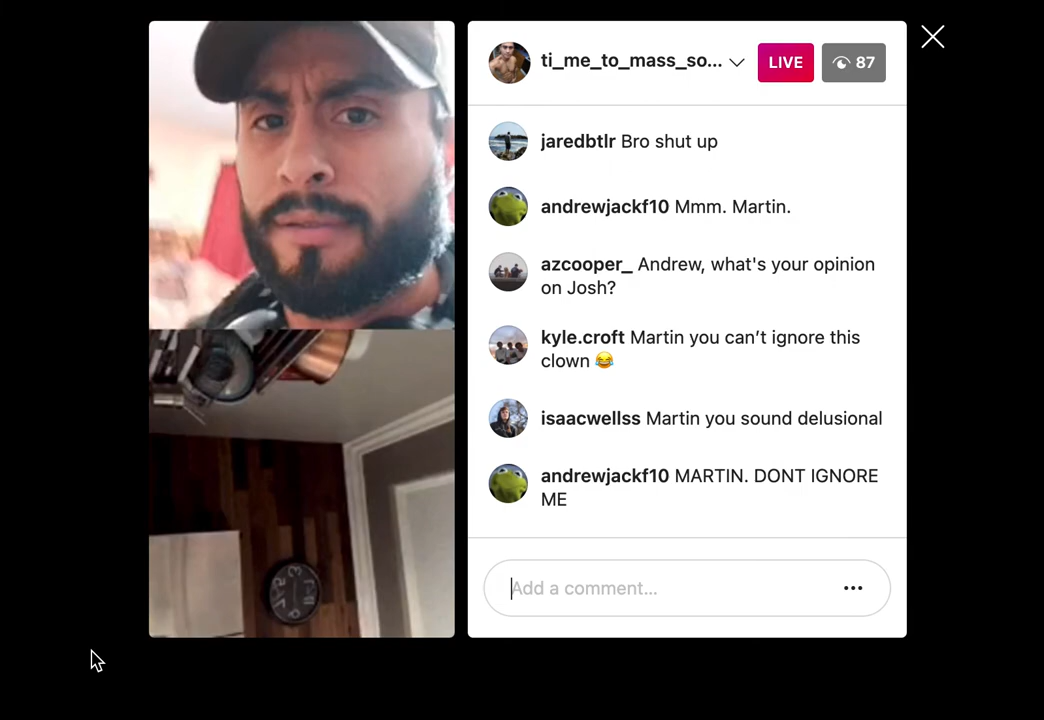 ti_me_to_mass_so...
LIVE
87
jaredbtlr Bro shut up
andrewjackf10 Mmm. Martin.
azcooper_ Andrew, what's your opinion
on Josh?
kyle.croft Martin you can’t ignore this
clown 😂
isaacwellss Martin you sound delusional
andrewjackf10 MARTIN. DONT IGNORE
ME
Add a comment...